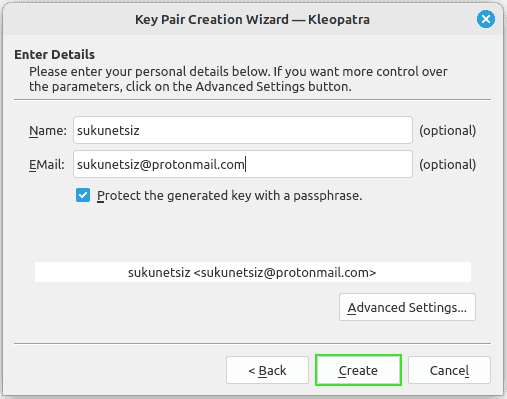 Key Pair Creation Wizard — Kleopatra
Enter Details
Please enter your personal details below. If you want more control over
the parameters, click on the Advanced Settings button.
Name: sukunetsiz (optional)
EMail: sukunetsiz@protonmail.com (optional)
Protect the generated key with a passphrase.
sukunetsiz <sukunetsiz@protonmail.com>
Advanced Settings...
< Back Create Cancel